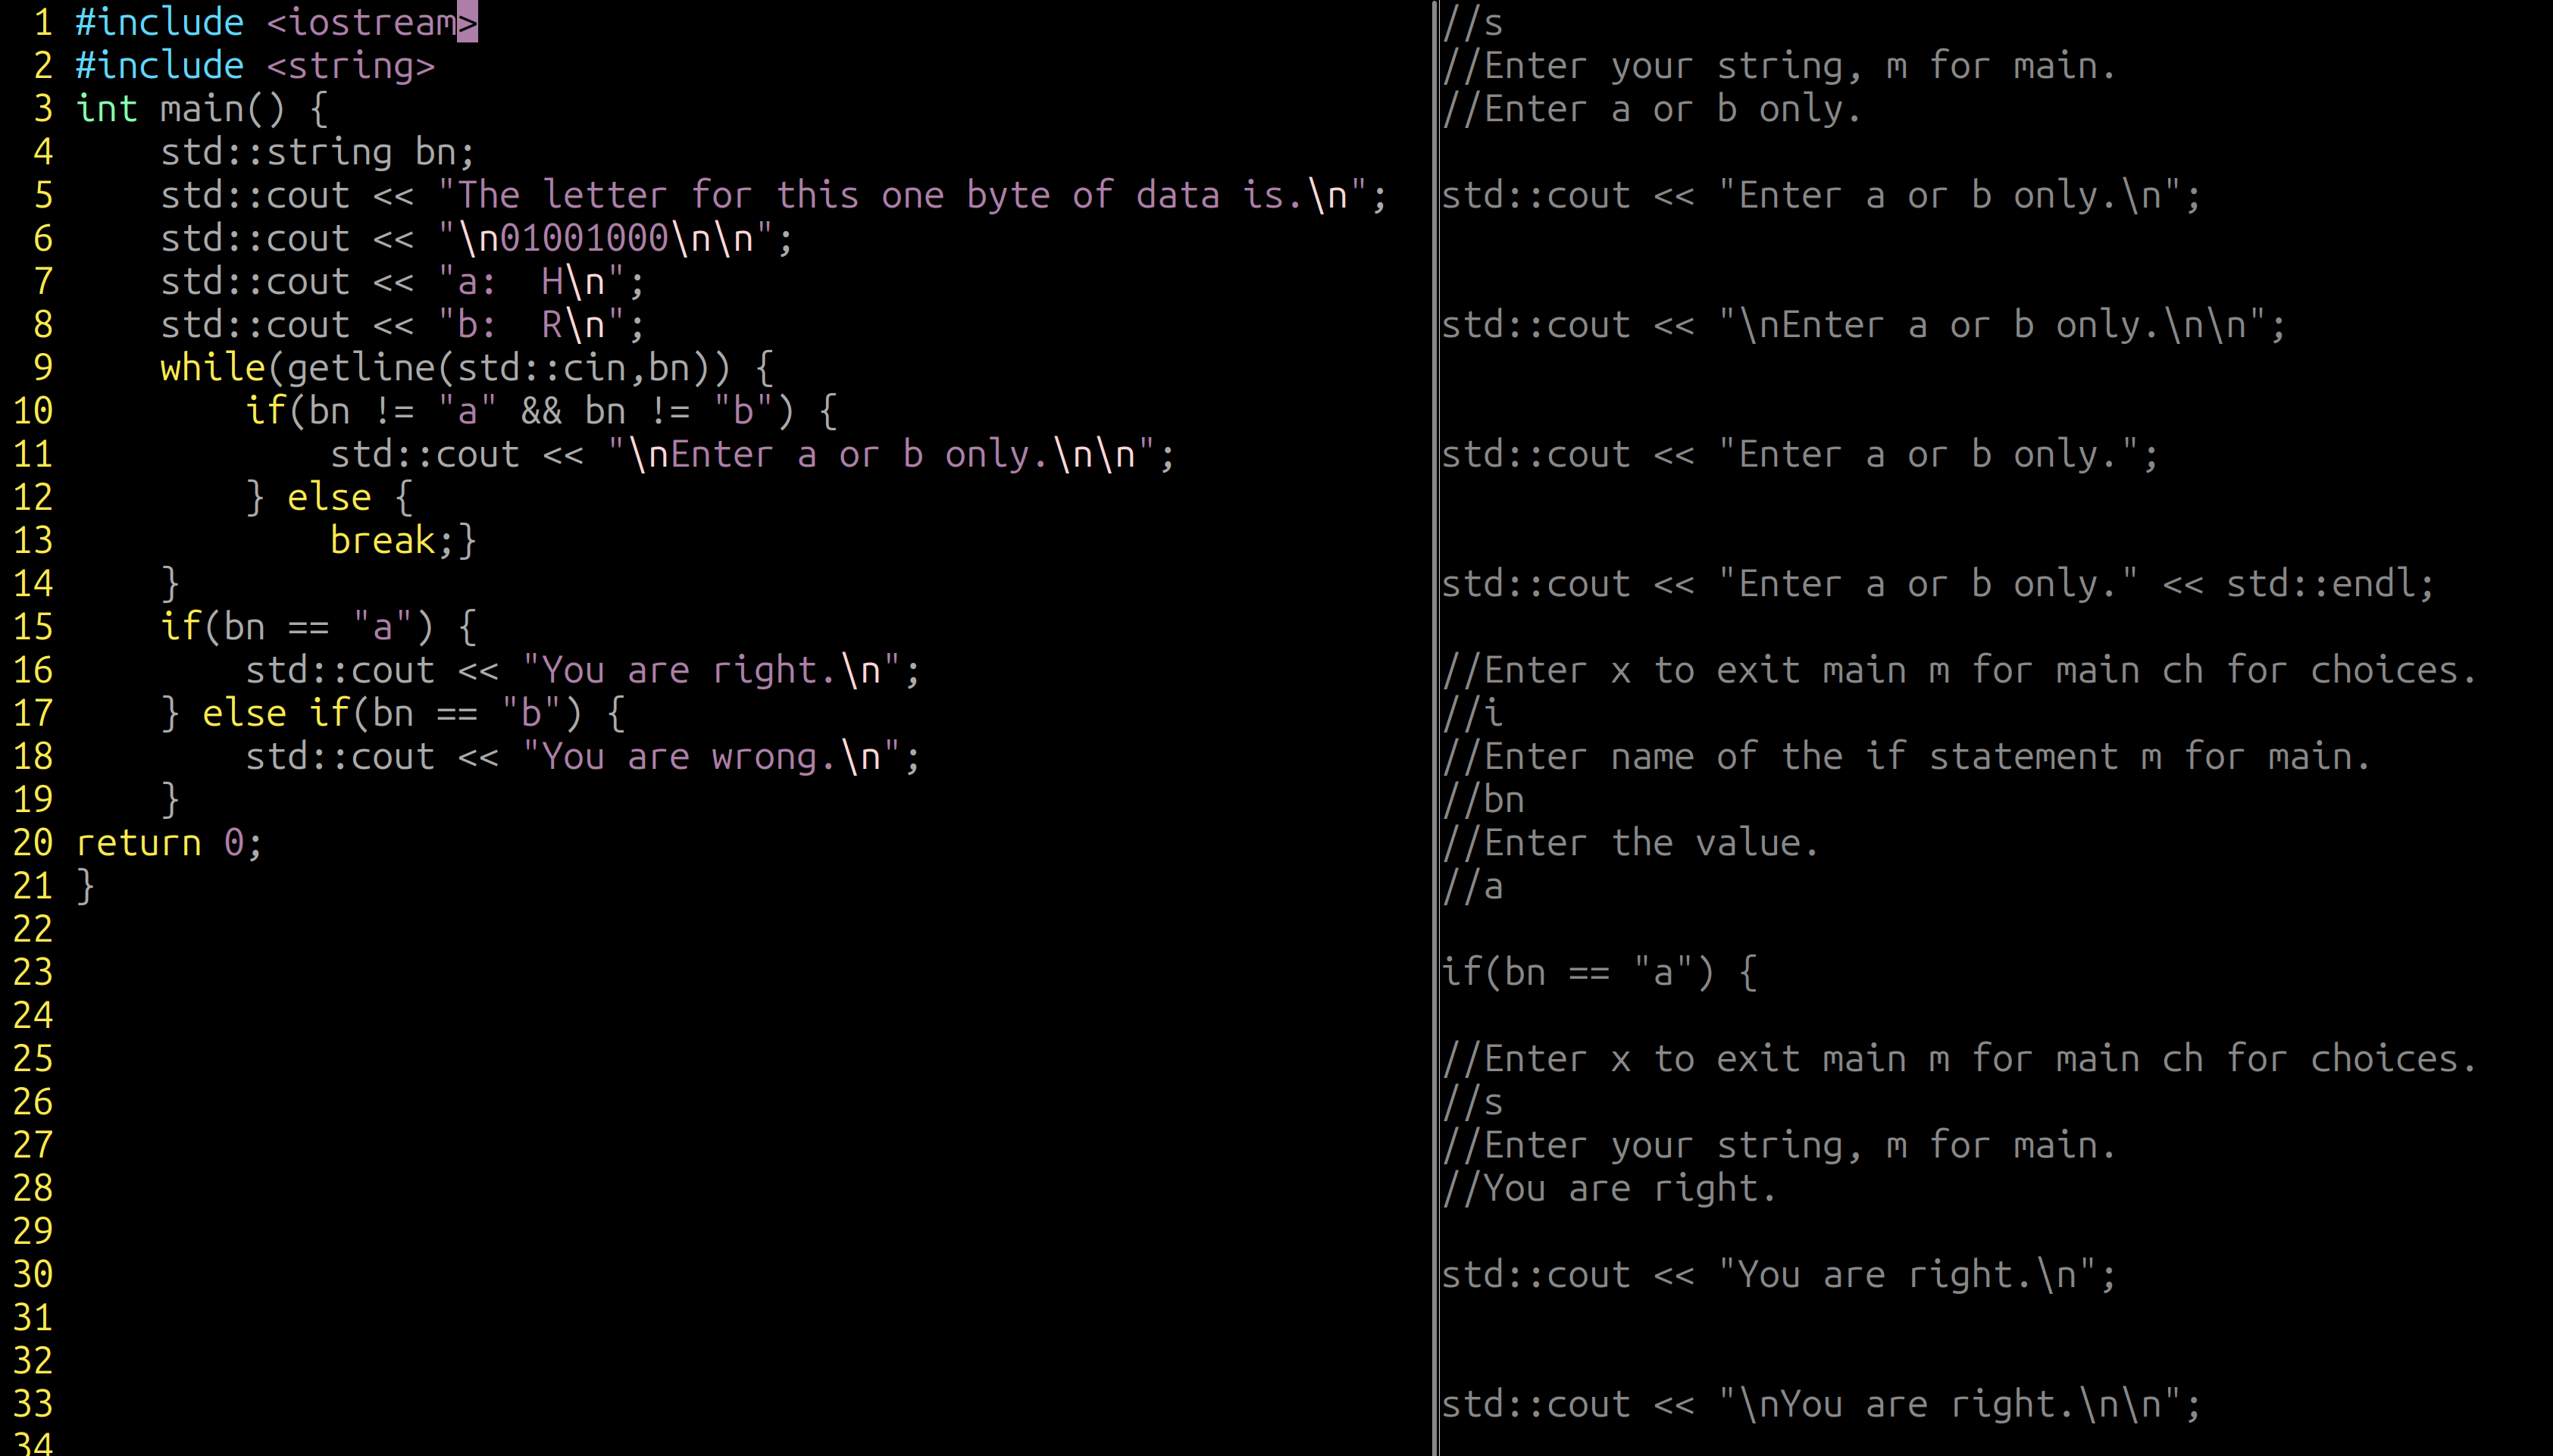 1 #include <iostream>
2 #include <string>
3 int main() {
4     std::string bn;
5     std::cout << "The letter for this one byte of data is.\n";
6     std::cout << "\n01001000\n\n";
7     std::cout << "a:  H\n";
8     std::cout << "b:  R\n";
9     while(getline(std::cin,bn)) {
10         if(bn != "a" && bn != "b") {
11             std::cout << "\nEnter a or b only.\n\n";
12         } else {
13             break;}
14     }
15     if(bn == "a") {
16         std::cout << "You are right.\n";
17     } else if(bn == "b") {
18         std::cout << "You are wrong.\n";
19     }
20 return 0;
21 }
22
23
24
25
26
27
28
29
30
31
32
33
34
//s
//Enter your string, m for main.
//Enter a or b only.
std::cout << "Enter a or b only.\n";
std::cout << "\nEnter a or b only.\n\n";
std::cout << "Enter a or b only.";
std::cout << "Enter a or b only." << std::endl;
//Enter x to exit main m for main ch for choices.
//i
//Enter name of the if statement m for main.
//bn
//Enter the value.
//a
if(bn == "a") {
//Enter x to exit main m for main ch for choices.
//s
//Enter your string, m for main.
//You are right.
std::cout << "You are right.\n";
std::cout << "\nYou are right.\n\n";